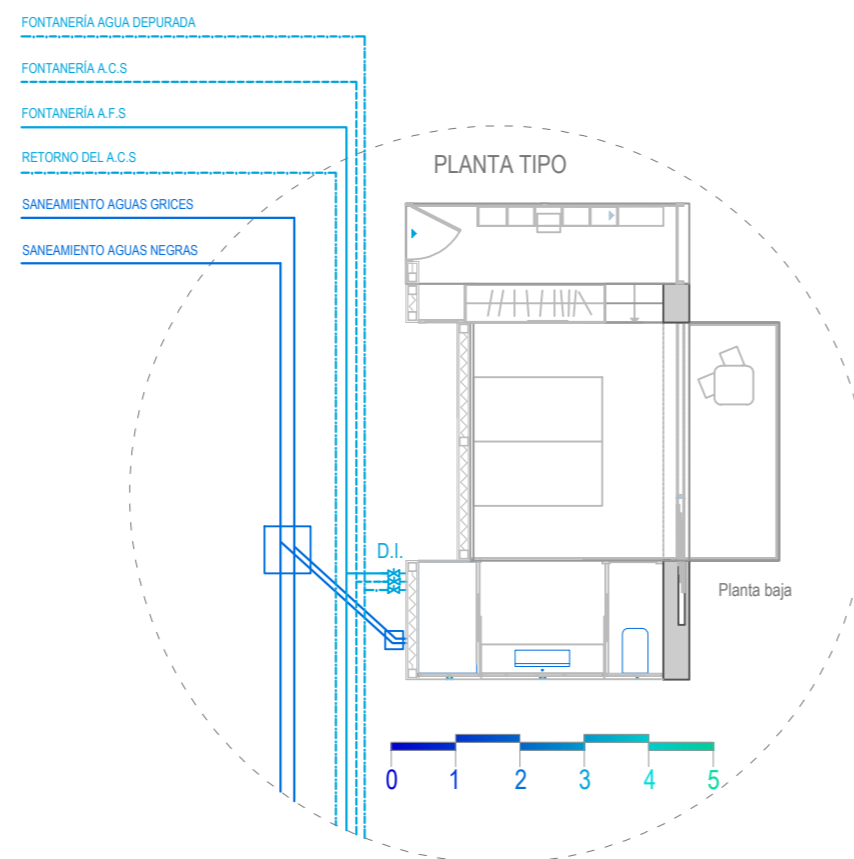 FONTANERÍA AGUA DEPURADA
FONTANERÍA A.C.S
FONTANERÍA A.F.S
RETORNO DEL A.C.S
SANEAMIENTO AGUAS GRICES
SANEAMIENTO AGUAS NEGRAS
PLANTA TIPO
D.I.
Planta baja
0 1 2 3 4 5